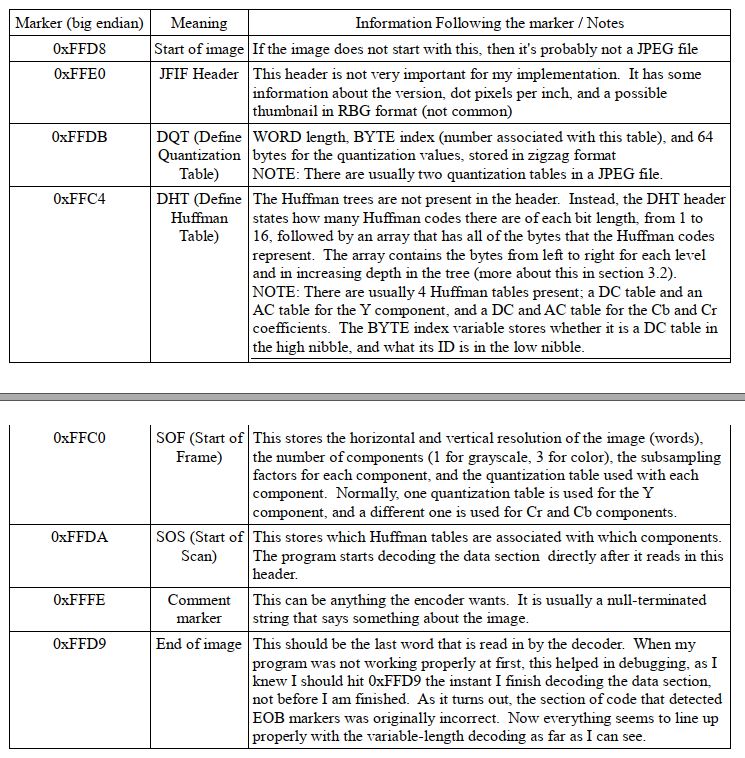 Marker (big endian) Meaning Information Following the marker / Notes
0xFFD8 Start of image If the image does not start with this, then it's probably not a JPEG file
0xFFE0 JFIF Header This header is not very important for my implementation. It has some
information about the version, dot pixels per inch, and a possible
thumbnail in RBG format (not common)
0xFFDB DQT (Define WORD length, BYTE index (number associated with this table), and 64
Quantization bytes for the quantization values, stored in zigzag format
Table) NOTE: There are usually two quantization tables in a JPEG file.
0xFFC4 DHT (Define The Huffman trees are not present in the header. Instead, the DHT header
Huffman states how many Huffman codes there are of each bit length, from 1 to
Table) 16, followed by an array that has all of the bytes that the Huffman codes
represent. The array contains the bytes from left to right for each level
and in increasing depth in the tree (more about this in section 3.2).
NOTE: There are usually 4 Huffman tables present; a DC table and an
AC table for the Y component, and a DC and AC table for the Cb and Cr
coefficients. The BYTE index variable stores whether it is a DC table in
the high nibble, and what its ID is in the low nibble.
0xFFC0 SOF (Start of This stores the horizontal and vertical resolution of the image (words),
Frame) the number of components (1 for grayscale, 3 for color), the subsampling
factors for each component, and the quantization table used with each
component. Normally, one quantization table is used for the Y
component, and a different one is used for Cr and Cb components.
0xFFDA SOS (Start of This stores which Huffman tables are associated with which components.
Scan) The program starts decoding the data section directly after it reads in this
header.
0xFFFE Comment This can be anything the encoder wants. It is usually a null-terminated
marker string that says something about the image.
0xFFD9 End of image This should be the last word that is read in by the decoder. When my
program was not working properly at first, this helped in debugging, as I
knew I should hit 0xFFD9 the instant I finish decoding the data section,
not before I am finished. As it turns out, the section of code that detected
EOB markers was originally incorrect. Now everything seems to line up
properly with the variable-length decoding as far as I can see.